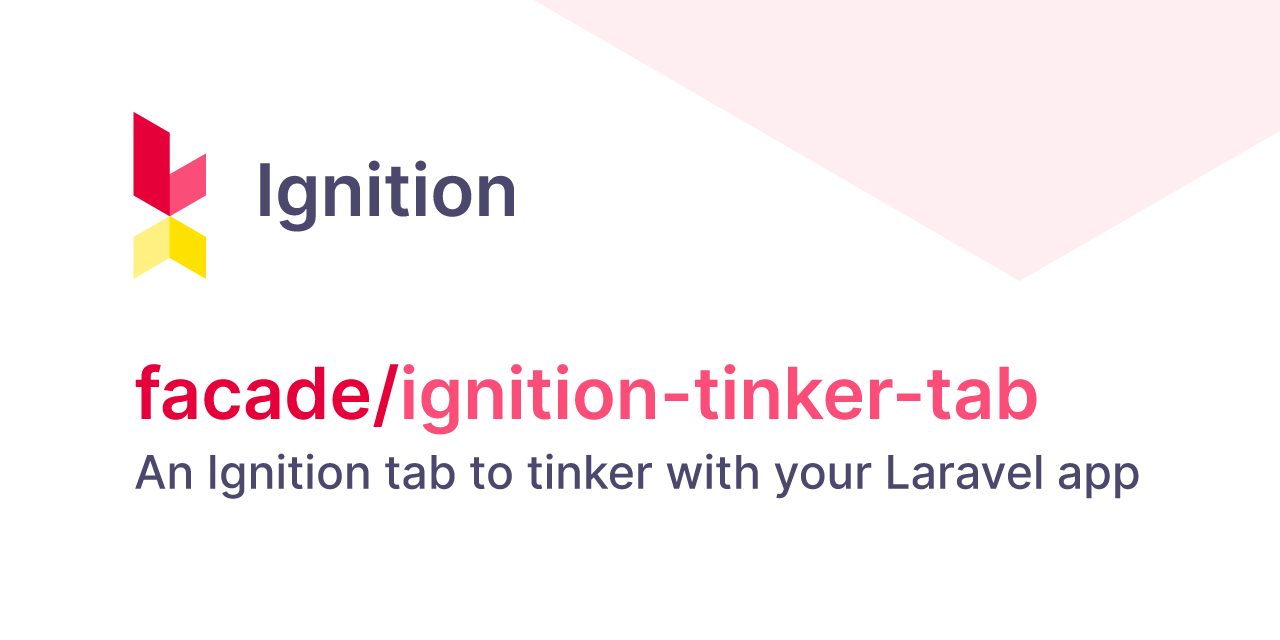 Ignition
facade/ignition-tinker-tab
An Ignition tab to tinker with your Laravel app